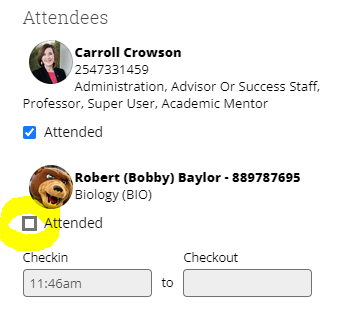 Attendees
Carroll Crowson
2547331459
Administration, Advisor Or Success Staff,
Professor, Super User, Academic Mentor
Attended
Robert (Bobby) Baylor - 889787695
Biology (BIO)
Attended
Checkin
Checkout
11:46am
to